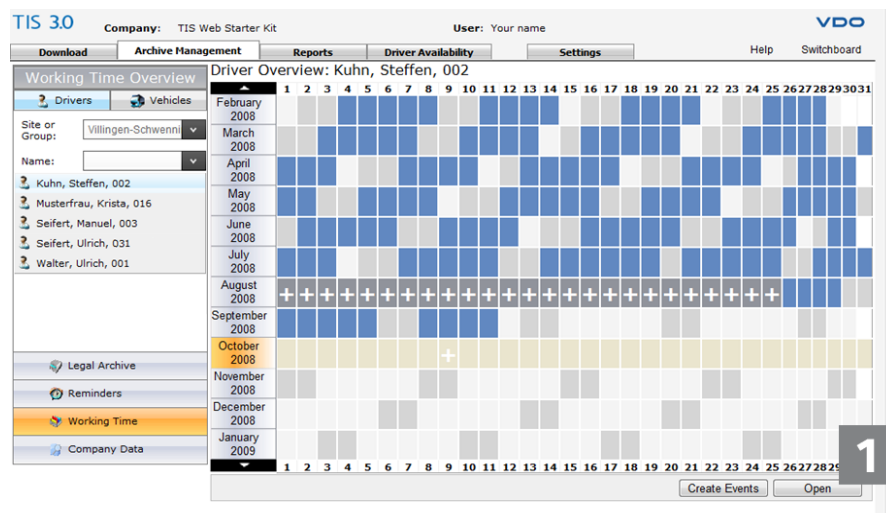 TIS 3.0 Company: TIS Web Starter Kit User: Your name VDO
Download Archive Management Reports Driver Availability Settings Help Switchboard
Working Time Overview Driver Overview: Kuhn, Steffen, 002
1 2 3 4 5 6 7 8 9 10 11 12 13 14 15 16 17 18 19 20 21 22 23 24 25 26 27 28 29 30 31
Drivers Vehicles
Site or Group: Villingen-Schwenni
Name:
Kuhn, Steffen, 002
Musterfrau, Krista, 016
Seifert, Manuel, 003
Seifert, Ulrich, 031
Walter, Ulrich, 001
Legal Archive
Reminders
Working Time
Company Data
February
2008
March
2008
April
2008
May
2008
June
2008
July
2008
August
2008
+ + + + + + + + + + + + + + + + + + + + + + + + +
September
2008
October
2008
+
November
2008
December
2008
January
2009
1 2 3 4 5 6 7 8 9 10 11 12 13 14 15 16 17 18 19 20 21 22 23 24 25 26 27 28
1
Create Events Open